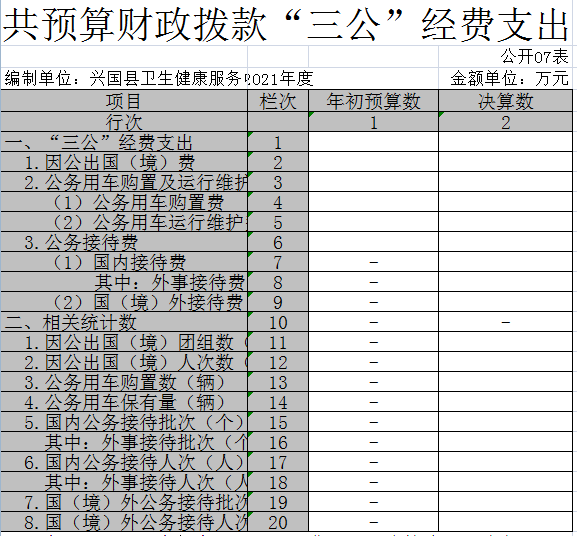 共预算财政拨款“三公”经费支出
公开07表
编制单位：兴国县卫生健康服务 2021年度 金额单位：万元
项目 栏次 年初预算数 决算数
行次 1 2
一、“三公”经费支出 1
1.因公出国（境）费 2
2.公务用车购置及运行维护 3
（1）公务用车购置费 4
（2）公务用车运行维护 5
3.公务接待费 6
（1）国内接待费 7 -
其中：外事接待费 8 -
（2）国（境）外接待费 9 -
二、相关统计数 10 - -
1.因公出国（境）团组数（ 11 -
2.因公出国（境）人次数（ 12 -
3.公务用车购置数（辆） 13 -
4.公务用车保有量（辆） 14 -
5.国内公务接待批次（个） 15 -
其中：外事接待批次（个 16 -
6.国内公务接待人次（人） 17 -
其中：外事接待人次（人 18 -
7.国（境）外公务接待批次 19 -
8.国（境）外公务接待人次 20 -